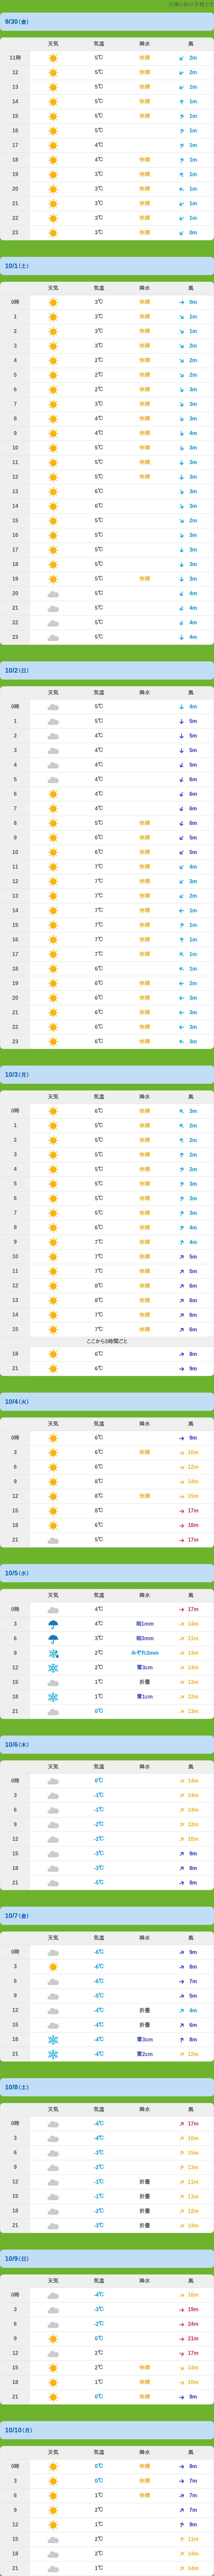 9/30(金)
天気 気温 降水 風
11時 5℃ 快晴 2m
12 5℃ 快晴 2m
13 5℃ 快晴 1m
14 5℃ 快晴 1m
15 5℃ 快晴 1m
16 5℃ 1m
17 4℃ 1m
18 4℃ 快晴 1m
19 3℃ 快晴 1m
20 3℃ 快晴 1m
21 3℃ 快晴 1m
22 3℃ 快晴 1m
23 3℃ 快晴 0m
10/1(土)
天気 気温 降水 風
0時 3℃ 快晴 0m
1 3℃ 快晴 1m
2 3℃ 快晴 1m
3 3℃ 快晴 2m
4 2℃ 快晴 2m
5 2℃ 快晴 2m
6 2℃ 快晴 3m
7 3℃ 快晴 3m
8 4℃ 快晴 3m
9 4℃ 快晴 4m
10 5℃ 快晴 3m
11 5℃ 快晴 3m
12 5℃ 快晴 3m
13 6℃ 3m
14 6℃ 3m
15 5℃ 2m
16 5℃ 3m
17 5℃ 3m
18 5℃ 3m
19 5℃ 快晴 3m
20 5℃ 4m
21 5℃ 4m
22 5℃ 4m
23 5℃ 4m
10/2(日)
天気 気温 降水 風
0時 5℃ 4m
1 5℃ 5m
2 4℃ 5m
3 4℃ 5m
4 4℃ 5m
5 4℃ 6m
6 4℃ 6m
7 4℃ 6m
8 5℃ 快晴 6m
9 6℃ 快晴 5m
10 6℃ 快晴 5m
11 7℃ 快晴 4m
12 7℃ 快晴 3m
13 7℃ 快晴 2m
14 7℃ 快晴 1m
15 7℃ 快晴 1m
16 7℃ 快晴 1m
17 7℃ 快晴 1m
18 6℃ 1m
19 6℃ 快晴 2m
20 6℃ 快晴 3m
21 6℃ 快晴 3m
22 6℃ 快晴 3m
23 6℃ 快晴 3m
10/3(月)
天気 気温 降水 風
0時 6℃ 快晴 3m
1 5℃ 快晴 2m
2 5℃ 快晴 2m
3 5℃ 快晴 2m
4 5℃ 快晴 2m
5 5℃ 快晴 3m
6 5℃ 快晴 3m
7 5℃ 快晴 3m
8 6℃ 快晴 4m
9 7℃ 快晴 4m
10 7℃ 快晴 5m
11 7℃ 快晴 5m
12 8℃ 快晴 6m
13 8℃ 快晴 6m
14 7℃ 快晴 6m
15 7℃ 快晴 6m
ここから3時間ごと
18 6℃ 8m
21 6℃ 9m
10/4(火)
天気 気温 降水 風
0時 6℃ 9m
3 6℃ 快晴 10m
6 6℃ 12m
9 8℃ 14m
12 8℃ 快晴 15m
15 8℃ 17m
18 6℃ 18m
21 5℃ 17m
10/5(水)
天気 気温 降水 風
0時 4℃ 17m
3 4℃ 雨1mm 14m
6 3℃ 雨3mm 11m
9 2℃ みぞれ3mm 13m
12 2℃ 雪3cm 14m
15 1℃ 折曇 13m
18 1℃ 雪1cm 12m
21 0℃ 13m
10/6(木)
天気 気温 降水 風
0時 0℃ 14m
3 -1℃ 14m
6 -1℃ 14m
9 -2℃ 12m
12 -2℃ 10m
15 -3℃ 9m
18 -3℃ 8m
21 -5℃ 8m
10/7(金)
天気 気温 降水 風
0時 -6℃ 9m
3 -6℃ 8m
6 -6℃ 7m
9 -5℃ 5m
12 -4℃ 折曇 4m
15 -4℃ 折曇 6m
18 -4℃ 雪3cm 8m
21 -4℃ 雪2cm 12m
10/8(土)
天気 気温 降水 風
0時 -4℃ 17m
3 -4℃ 16m
6 -3℃ 15m
9 -2℃ 13m
12 -1℃ 折曇 11m
15 -1℃ 折曇 11m
18 -2℃ 折曇 12m
21 -3℃ 折曇 14m
10/9(日)
天気 気温 降水 風
0時 -4℃ 16m
3 -3℃ 19m
6 -2℃ 24m
9 0℃ 21m
12 2℃ 17m
15 2℃ 快晴 14m
18 1℃ 快晴 10m
21 0℃ 快晴 9m
10/10(月)
天気 気温 降水 風
0時 0℃ 快晴 8m
3 0℃ 快晴 7m
6 1℃ 快晴 7m
9 2℃ 7m
12 1℃ 9m
15 2℃ 11m
18 2℃ 14m
21 1℃ 14m